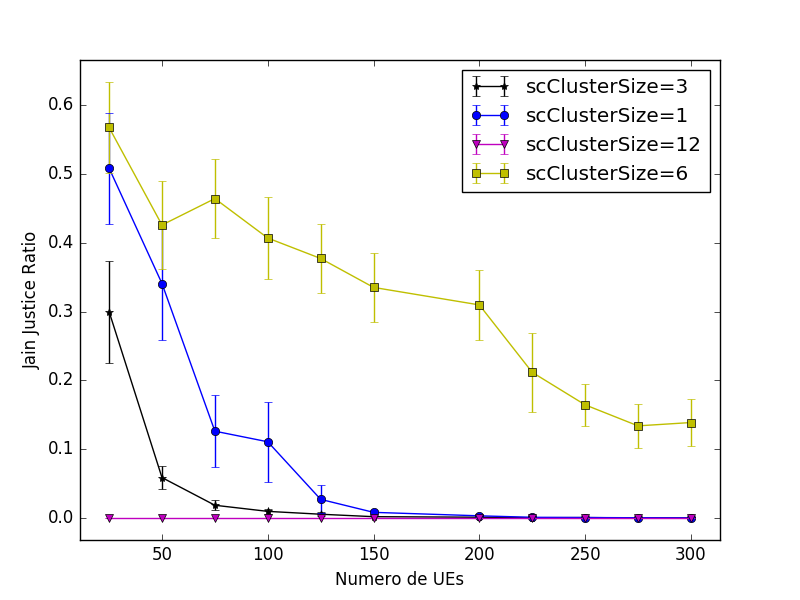 scClusterSize=3
scClusterSize=1
scClusterSize=12
scClusterSize=6
Jain Justice Ratio
0.6
0.5
0.4
0.3
0.2
0.1
0.0
50 100 150 200 250 300
Numero de UEs